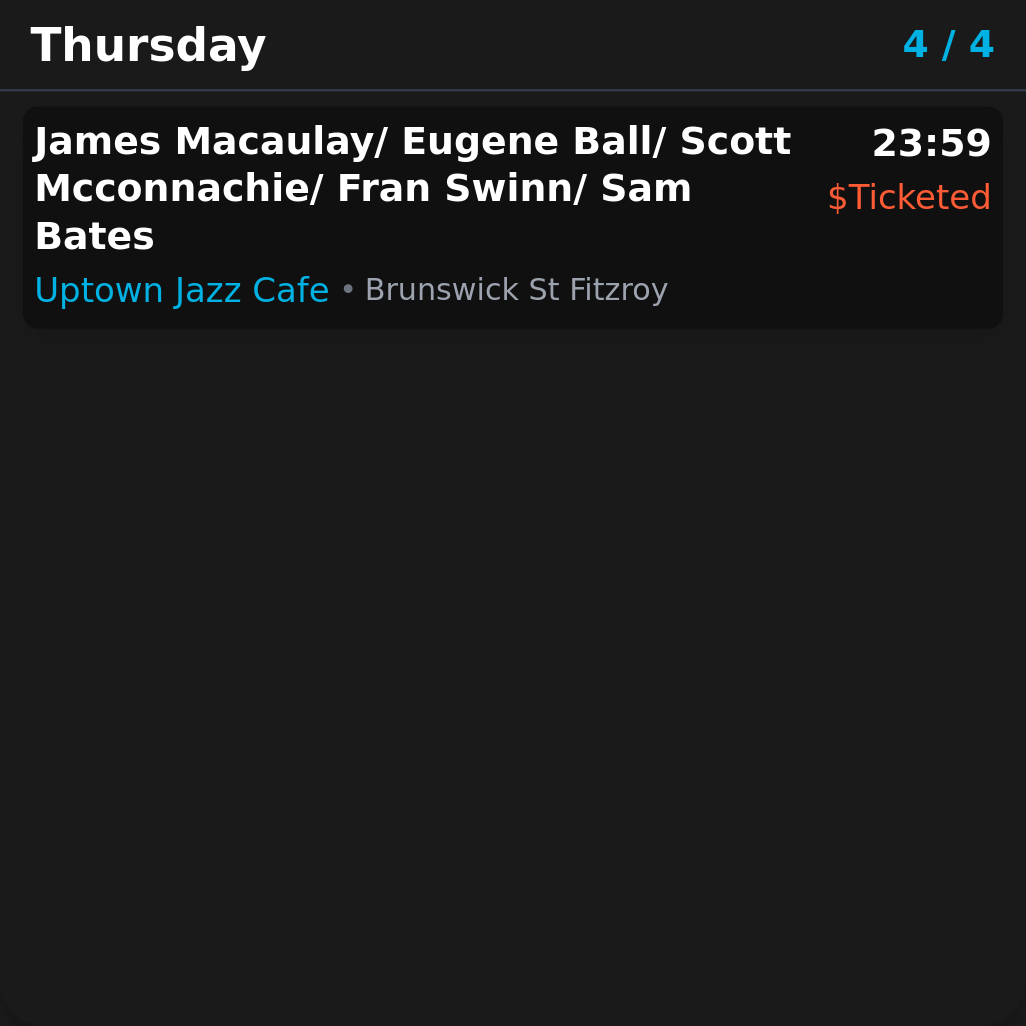 Thursday
4 / 4
James Macaulay/ Eugene Ball/ Scott
Mcconnachie/ Fran Swinn/ Sam
Bates
23:59
$Ticketed
Uptown Jazz Cafe • Brunswick St Fitzroy